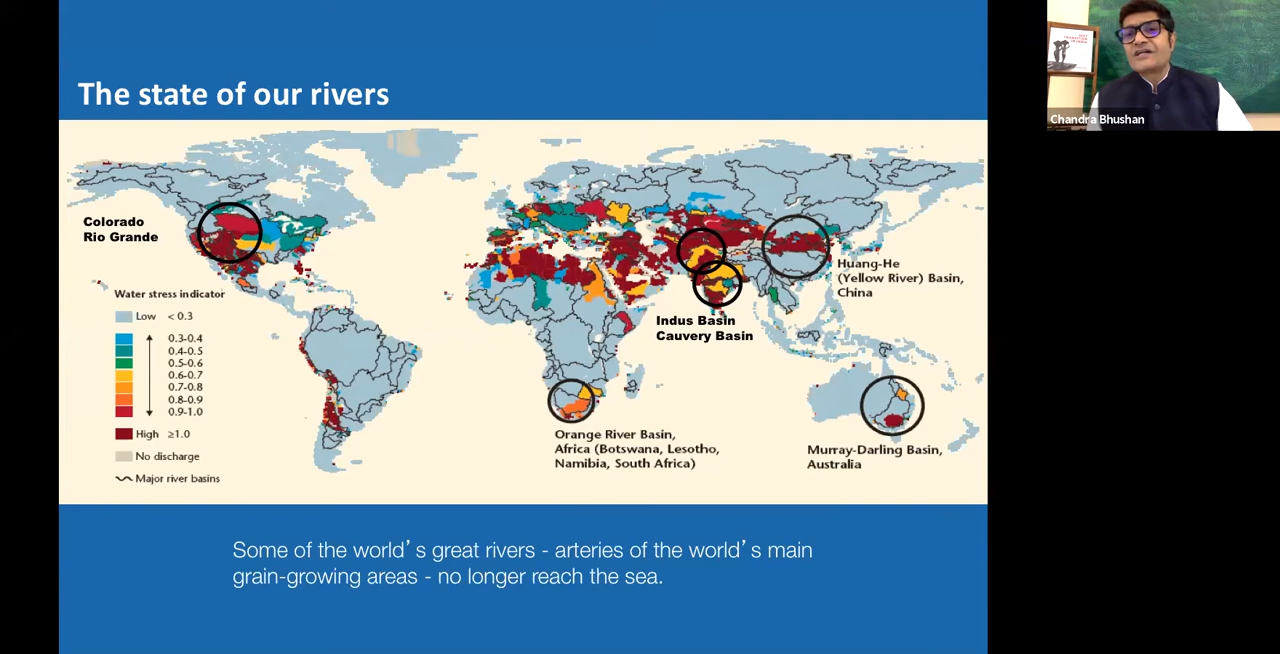 The state of our rivers
Colorado
Rio Grande
Water stress indicator
Low < 0.3
0.3-0.4
0.4-0.5
0.5-0.6
0.6-0.7
0.7-0.8
0.8-0.9
0.9-1.0
High ≥1.0
No discharge
Major river basins
Indus Basin
Cauvery Basin
Huang-He
(Yellow River) Basin,
China
Orange River Basin,
Africa (Botswana, Lesotho,
Namibia, South Africa)
Murray-Darling Basin,
Australia
Some of the world's great rivers - arteries of the world's main
grain-growing areas - no longer reach the sea.
Chandra Bhushan